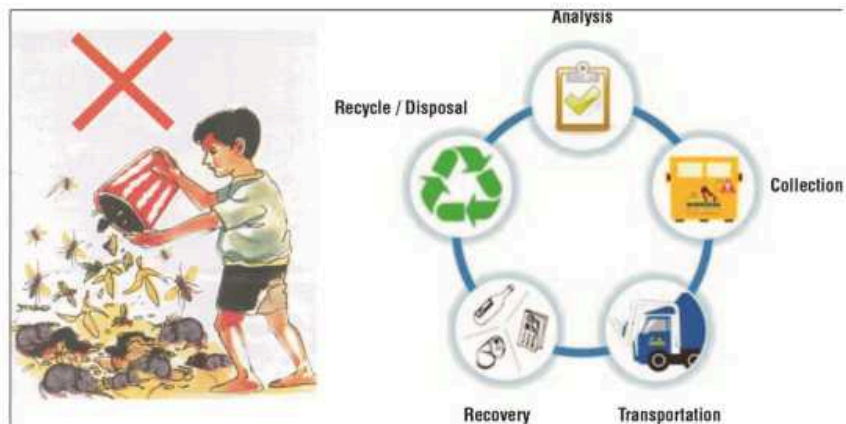 Analysis
Recycle / Disposal
Collection
Recovery
Transportation